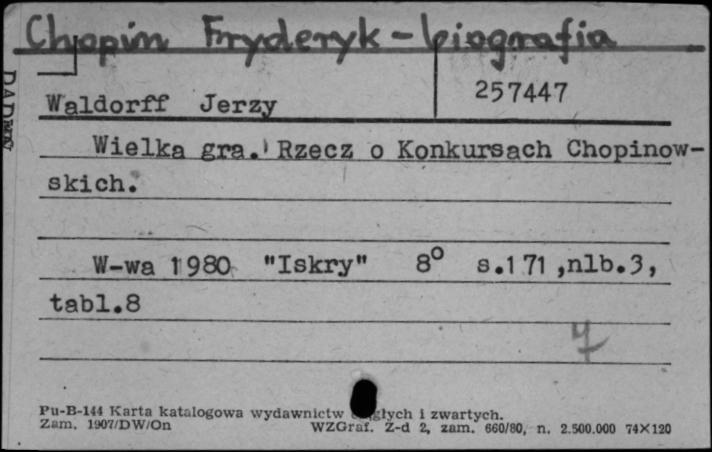 Chopin Fryderyk - biografia
Waldorff Jerzy 257447
Wielka gra. Rzecz o Konkursach Chopinow-
skich.
W-wa 1980 "Iskry" 8° s.171,nlb.3,
tabl.8
Pu-B-144 Karta katalogowa wydawnictw i zwartych.
Zam. 1907/DW/On WZGraf. Z-d 2, zam. 660/80, n. 2.500.000 74×120